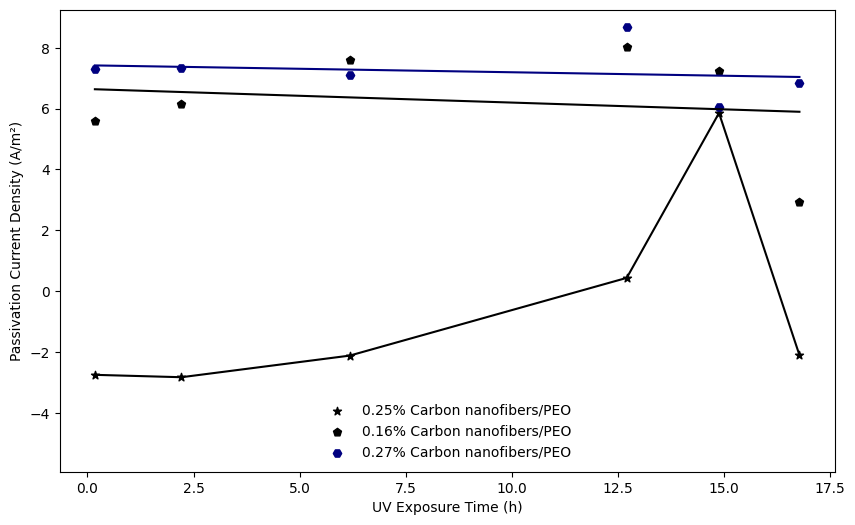 8
6
4
2
0
−2
−4
Passivation Current Density (A/m²)
0.25% Carbon nanofibers/PEO
0.16% Carbon nanofibers/PEO
0.27% Carbon nanofibers/PEO
0.0 2.5 5.0 7.5 10.0 12.5 15.0 17.5
UV Exposure Time (h)